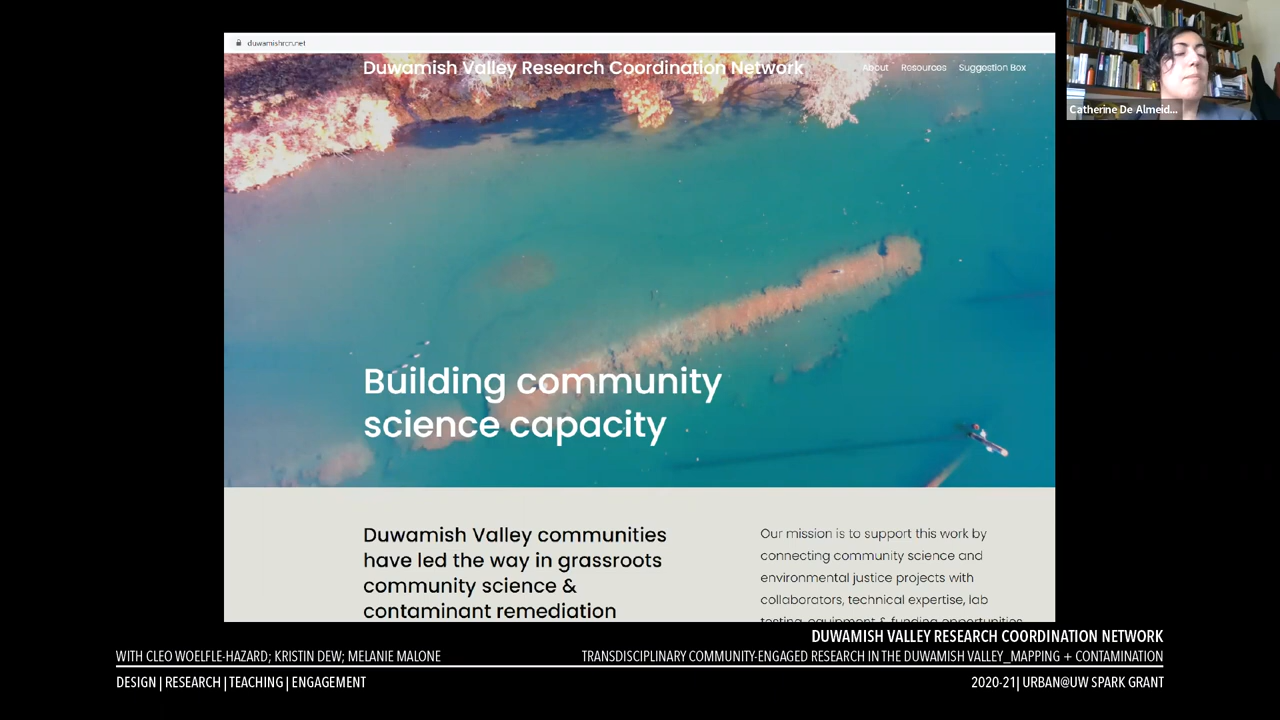 duwamishrcn.net
Duwamish Valley Research Coordination Network
About Resources Suggestion Box
Catherine De Almeid...
Building community
science capacity
Duwamish Valley communities
have led the way in grassroots
community science &
contaminant remediation
Our mission is to support this work by
connecting community science and
environmental justice projects with
collaborators, technical expertise, lab
testing, equipment & funding opportunities
DUWAMISH VALLEY RESEARCH COORDINATION NETWORK
WITH CLEO WOELFLE-HAZARD; KRISTIN DEW; MELANIE MALONE
TRANSDISCIPLINARY COMMUNITY-ENGAGED RESEARCH IN THE DUWAMISH VALLEY_MAPPING + CONTAMINATION
DESIGN | RESEARCH | TEACHING | ENGAGEMENT
2020-21| URBAN@UW SPARK GRANT